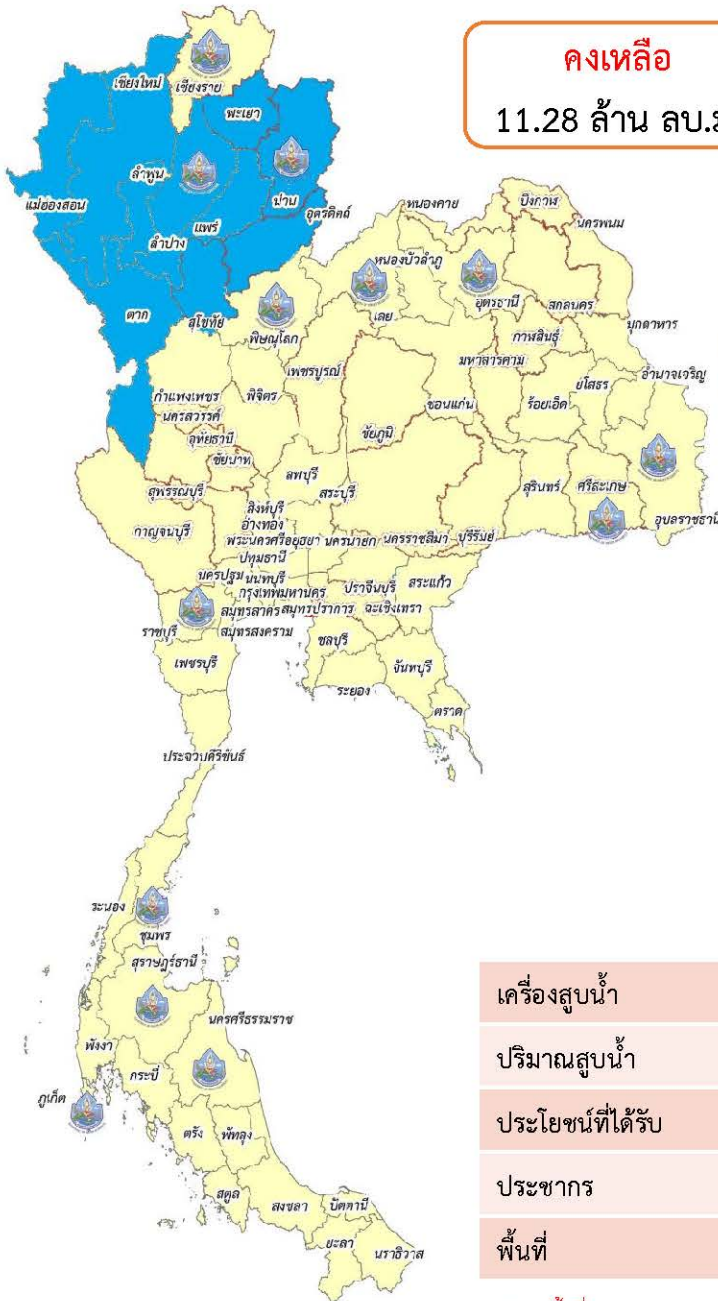 คงเหลือ
11.28 ล้าน ลบ.ม
เชียงใหม่
เชียงราย
พะเยา
ลำพูน
น่าน
แม่ฮ่องสอน
แพร่
อุตรดิตถ์
ลำปาง
หนองคาย
บึงกาฬ
นครพนม
หนองบัวลำภู
อุดรธานี
ตาก
สุโขทัย
เลย
สกลนคร
พิษณุโลก
กาฬสินธุ์
มุกดาหาร
เพชรบูรณ์
มหาสารคาม
อำนาจเจริญ
กำแพงเพชร
พิจิตร
ขอนแก่น
ร้อยเอ็ด
ยโสธร
นครสวรรค์
ชัยภูมิ
อุทัยธานี
ชัยนาท
ลพบุรี
สุพรรณบุรี
สระบุรี
สุรินทร์
ศรีสะเกษ
สิงห์บุรี
กาญจนบุรี
อ่างทอง
อุบลราชธานี
พระนครศรีอยุธยา
นครนายก
นครราชสีมา
บุรีรัมย์
ปทุมธานี
นครปฐม
นนทบุรี
ปราจีนบุรี
สระแก้ว
กรุงเทพมหานคร
สมุทรสาคร
สมุทรปราการ
ฉะเชิงเทรา
ราชบุรี
สมุทรสงคราม
ชลบุรี
เพชรบุรี
จันทบุรี
ระยอง
ตราด
ประจวบคีรีขันธ์
ระนอง
ชุมพร
สุราษฎร์ธานี
นครศรีธรรมราช
พังงา
กระบี่
ภูเก็ต
ตรัง
พัทลุง
สตูล
สงขลา
ปัตตานี
ยะลา
นราธิวาส
เครื่องสูบน้ำ
ปริมาณสูบน้ำ
ประโยชน์ที่ได้รับ
ประชากร
พื้นที่